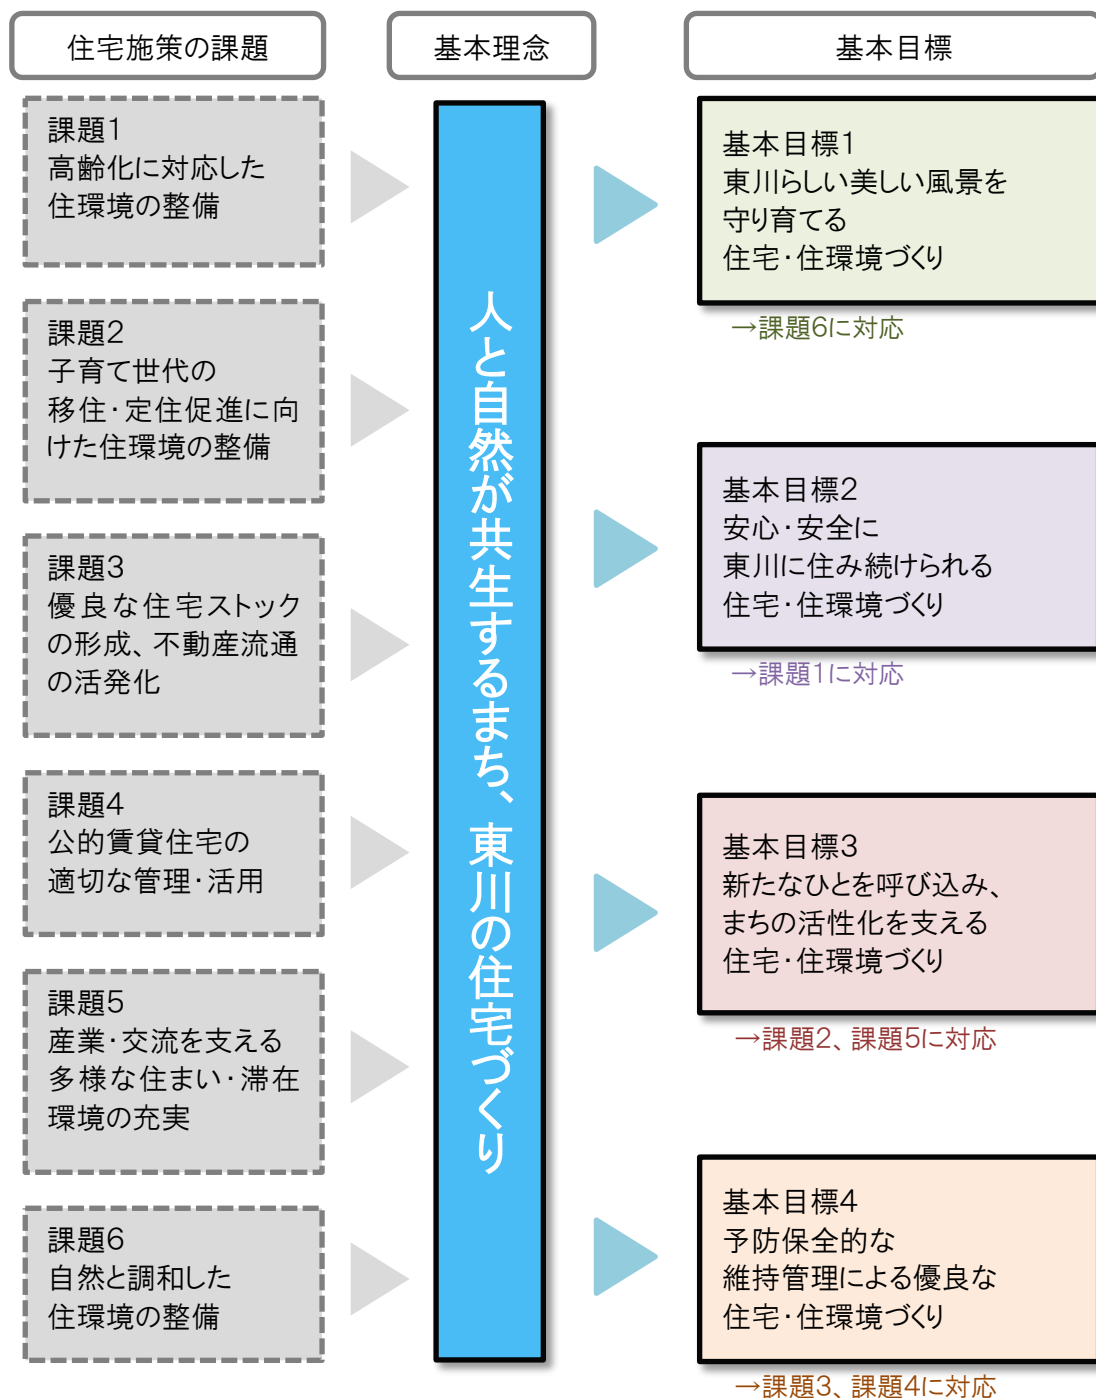 住宅施策の課題
基本理念
基本目標
課題1
高齢化に対応した
住環境の整備
課題2
子育て世代の
移住・定住促進に向
けた住環境の整備
課題3
優良な住宅ストック
の形成、不動産流通
の活発化
課題4
公的賃貸住宅の
適切な管理・活用
課題5
産業・交流を支える
多様な住まい・滞在
環境の充実
課題6
自然と調和した
住環境の整備
人と自然が共生するまち、東川の住宅づくり
基本目標1
東川らしい美しい風景を
守り育てる
住宅・住環境づくり
→課題6に対応
基本目標2
安心・安全に
東川に住み続けられる
住宅・住環境づくり
→課題1に対応
基本目標3
新たなひとを呼び込み、
まちの活性化を支える
住宅・住環境づくり
→課題2、課題5に対応
基本目標4
予防保全的な
維持管理による優良な
住宅・住環境づくり
→課題3、課題4に対応